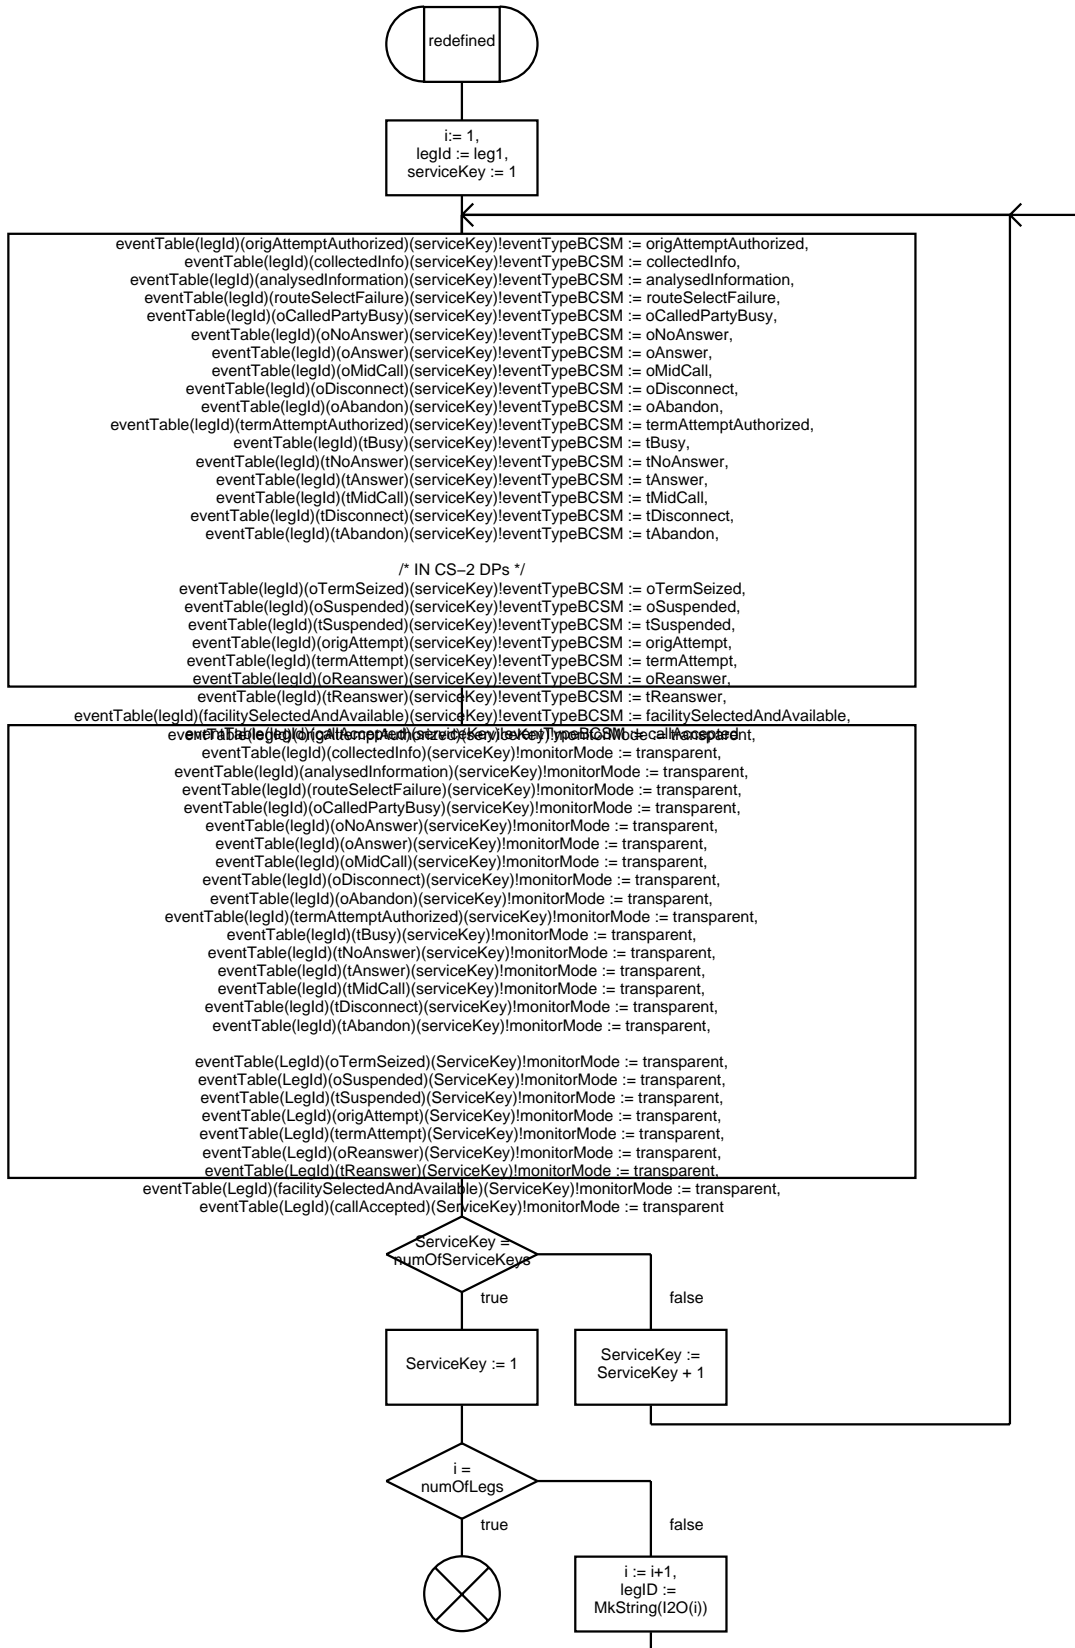 redefined
i:= 1,
legId := leg1,
serviceKey := 1
eventTable(legId)(origAttemptAuthorized)(serviceKey)!eventTypeBCSM := origAttemptAuthorized,
eventTable(legId)(collectedInfo)(serviceKey)!eventTypeBCSM := collectedInfo,
eventTable(legId)(analysedInformation)(serviceKey)!eventTypeBCSM := analysedInformation,
eventTable(legId)(routeSelectFailure)(serviceKey)!eventTypeBCSM := routeSelectFailure,
eventTable(legId)(oCalledPartyBusy)(serviceKey)!eventTypeBCSM := oCalledPartyBusy,
eventTable(legId)(oNoAnswer)(serviceKey)!eventTypeBCSM := oNoAnswer,
eventTable(legId)(oAnswer)(serviceKey)!eventTypeBCSM := oAnswer,
eventTable(legId)(oMidCall)(serviceKey)!eventTypeBCSM := oMidCall,
eventTable(legId)(oDisconnect)(serviceKey)!eventTypeBCSM := oDisconnect,
eventTable(legId)(oAbandon)(serviceKey)!eventTypeBCSM := oAbandon,
eventTable(legId)(termAttemptAuthorized)(serviceKey)!eventTypeBCSM := termAttemptAuthorized,
eventTable(legId)(tBusy)(serviceKey)!eventTypeBCSM := tBusy,
eventTable(legId)(tNoAnswer)(serviceKey)!eventTypeBCSM := tNoAnswer,
eventTable(legId)(tAnswer)(serviceKey)!eventTypeBCSM := tAnswer,
eventTable(legId)(tMidCall)(serviceKey)!eventTypeBCSM := tMidCall,
eventTable(legId)(tDisconnect)(serviceKey)!eventTypeBCSM := tDisconnect,
eventTable(legId)(tAbandon)(serviceKey)!eventTypeBCSM := tAbandon,
/* IN CS−2 DPs */
eventTable(legId)(oTermSeized)(serviceKey)!eventTypeBCSM := oTermSeized,
eventTable(legId)(oSuspended)(serviceKey)!eventTypeBCSM := oSuspended,
eventTable(legId)(tSuspended)(serviceKey)!eventTypeBCSM := tSuspended,
eventTable(legId)(origAttempt)(serviceKey)!eventTypeBCSM := origAttempt,
eventTable(legId)(termAttempt)(serviceKey)!eventTypeBCSM := termAttempt,
eventTable(legId)(oReanswer)(serviceKey)!eventTypeBCSM := oReanswer,
eventTable(legId)(tReanswer)(serviceKey)!eventTypeBCSM := tReanswer,
eventTable(legId)(facilitySelectedAndAvailable)(serviceKey)!eventTypeBCSM := facilitySelectedAndAvailable,
eventTable(legId)(callAccepted)(serviceKey)!eventTypeBCSM := callAccepted
eventTable(legId)(origAttemptAuthorized)(serviceKey)!monitorMode := transparent,
eventTable(legId)(collectedInfo)(serviceKey)!monitorMode := transparent,
eventTable(legId)(analysedInformation)(serviceKey)!monitorMode := transparent,
eventTable(legId)(routeSelectFailure)(serviceKey)!monitorMode := transparent,
eventTable(legId)(oCalledPartyBusy)(serviceKey)!monitorMode := transparent,
eventTable(legId)(oNoAnswer)(serviceKey)!monitorMode := transparent,
eventTable(legId)(oAnswer)(serviceKey)!monitorMode := transparent,
eventTable(legId)(oMidCall)(serviceKey)!monitorMode := transparent,
eventTable(legId)(oDisconnect)(serviceKey)!monitorMode := transparent,
eventTable(legId)(oAbandon)(serviceKey)!monitorMode := transparent,
eventTable(legId)(termAttemptAuthorized)(serviceKey)!monitorMode := transparent,
eventTable(legId)(tBusy)(serviceKey)!monitorMode := transparent,
eventTable(legId)(tNoAnswer)(serviceKey)!monitorMode := transparent,
eventTable(legId)(tAnswer)(serviceKey)!monitorMode := transparent,
eventTable(legId)(tMidCall)(serviceKey)!monitorMode := transparent,
eventTable(legId)(tDisconnect)(serviceKey)!monitorMode := transparent,
eventTable(legId)(tAbandon)(serviceKey)!monitorMode := transparent,
eventTable(LegId)(oTermSeized)(ServiceKey)!monitorMode := transparent,
eventTable(LegId)(oSuspended)(ServiceKey)!monitorMode := transparent,
eventTable(LegId)(tSuspended)(ServiceKey)!monitorMode := transparent,
eventTable(LegId)(origAttempt)(ServiceKey)!monitorMode := transparent,
eventTable(LegId)(termAttempt)(ServiceKey)!monitorMode := transparent,
eventTable(LegId)(oReanswer)(ServiceKey)!monitorMode := transparent,
eventTable(LegId)(tReanswer)(ServiceKey)!monitorMode := transparent,
eventTable(LegId)(facilitySelectedAndAvailable)(ServiceKey)!monitorMode := transparent,
eventTable(LegId)(callAccepted)(ServiceKey)!monitorMode := transparent
ServiceKey =
numOfServiceKeys
true
false
ServiceKey := 1
ServiceKey :=
ServiceKey + 1
i =
numOfLegs
true
false
i := i+1,
legID :=
MkString(I2O(i))